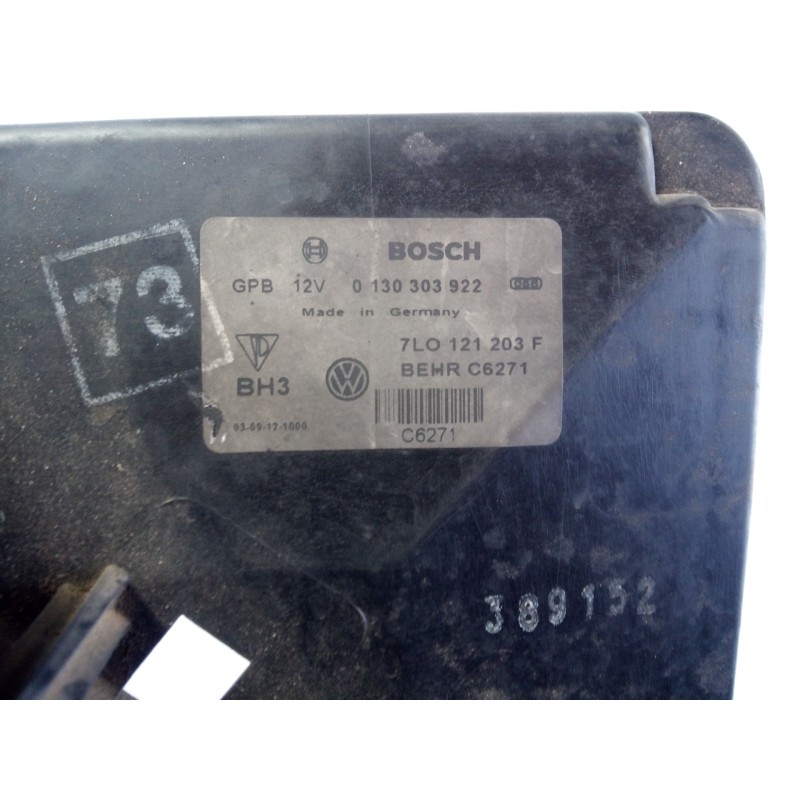 BOSCH
GPB 12V 0 130 303 922
Made in Germany
7LO 121 203 F
BEHR C6271
BH3
C6271
73
389152